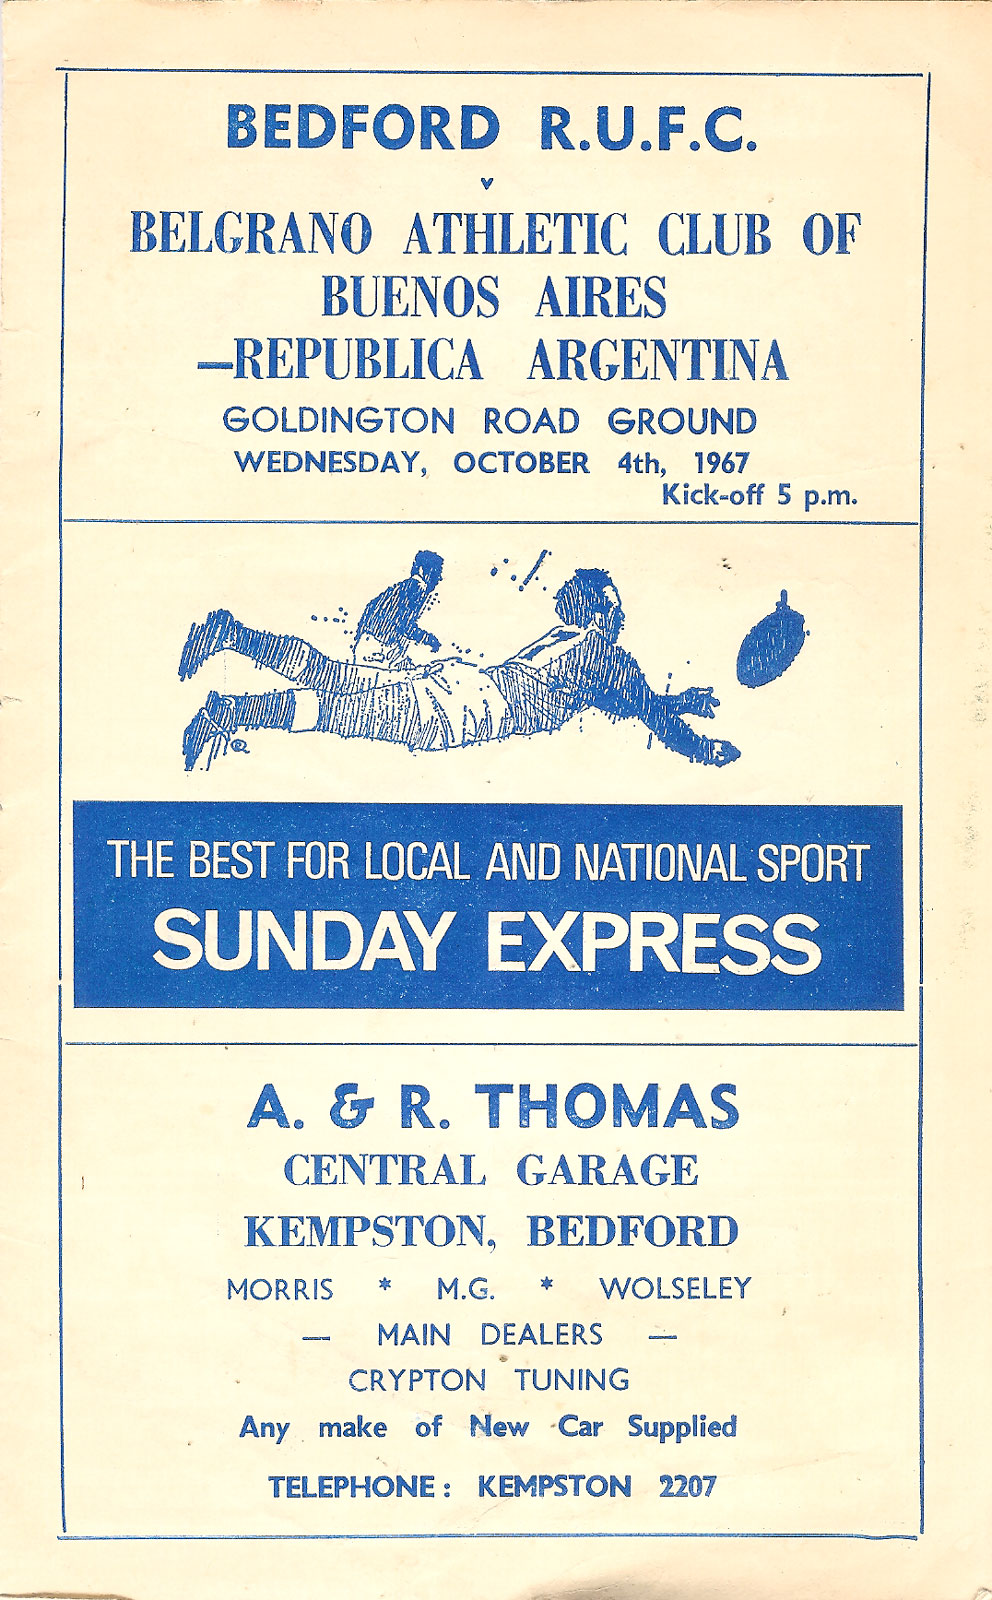 BEDFORD R.U.F.C.
v
BELGRANO ATHLETIC CLUB OF
BUENOS AIRES
—REPUBLICA ARGENTINA
GOLDINGTON ROAD GROUND
WEDNESDAY, OCTOBER 4th, 1967
Kick-off 5 p.m.
THE BEST FOR LOCAL AND NATIONAL SPORT
SUNDAY EXPRESS
A. & R. THOMAS
CENTRAL GARAGE
KEMPSTON, BEDFORD
MORRIS * M.G. * WOLSELEY
— MAIN DEALERS —
CRYPTON TUNING
Any make of New Car Supplied
TELEPHONE: KEMPSTON 2207